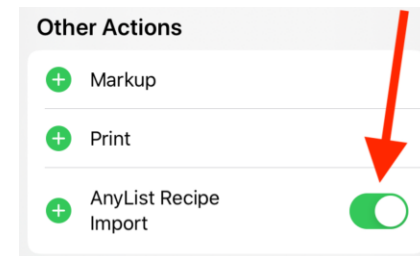 Other Actions
Markup
Print
AnyList Recipe
Import